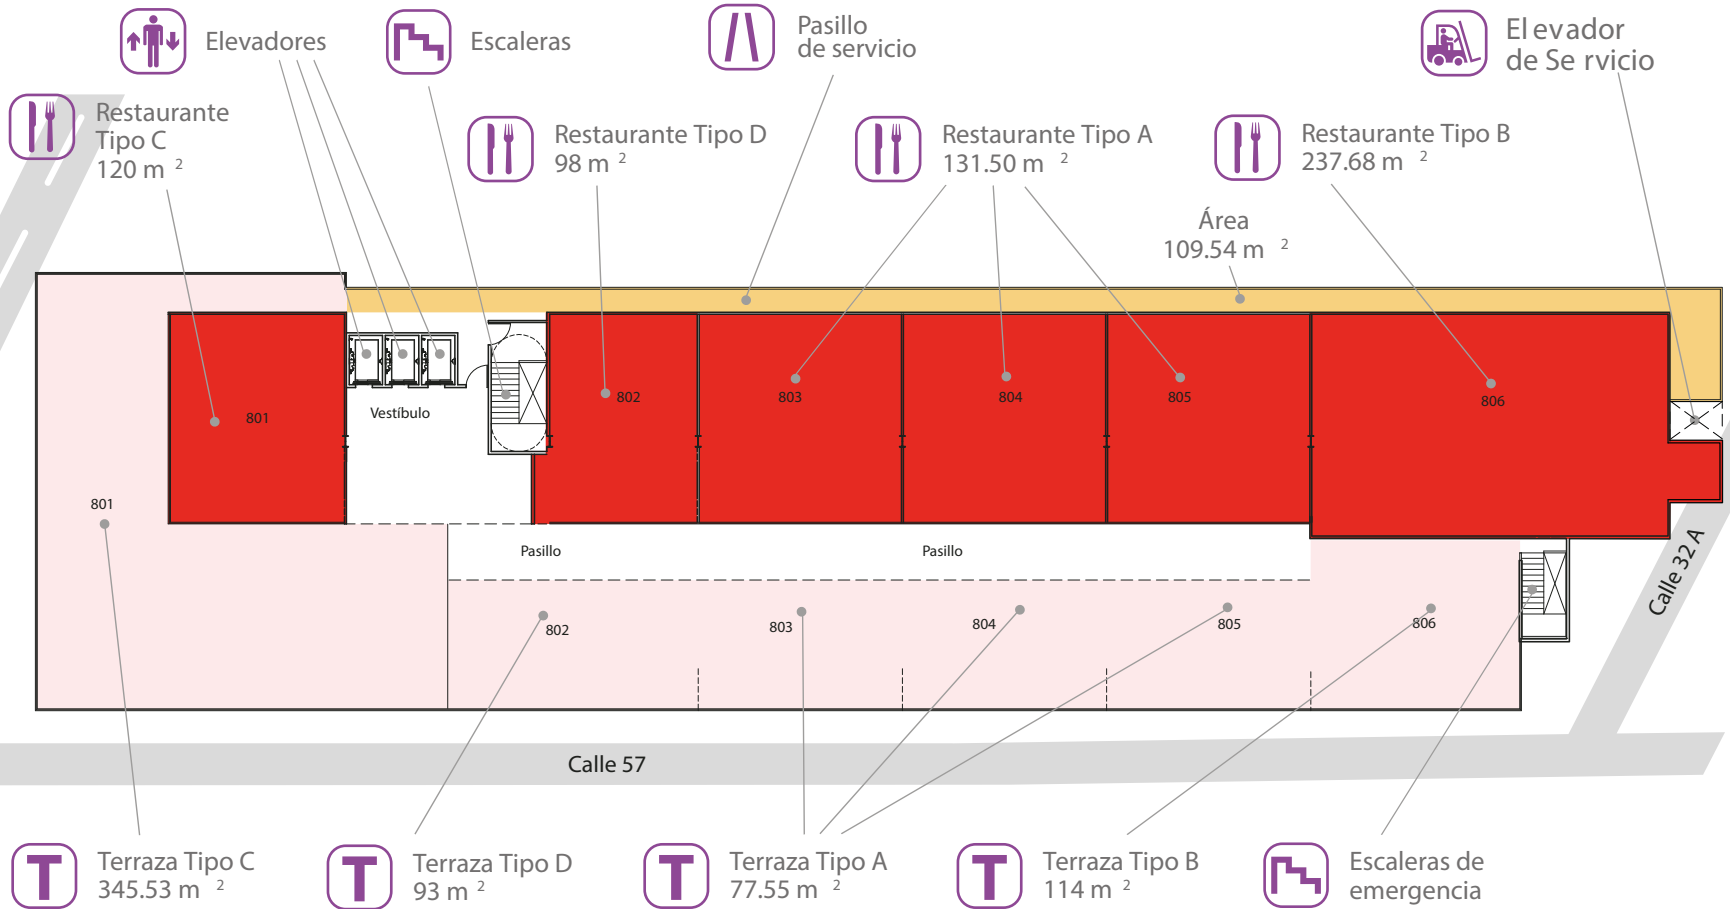 Elevadores
Escaleras
Pasillo
de servicio
El evador
de Se rvicio
Restaurante
Tipo C
120 m 2
Restaurante Tipo D
98 m 2
Restaurante Tipo A
131.50 m 2
Restaurante Tipo B
237.68 m 2
Área
109.54 m 2
801
Vestíbulo
802
803
804
805
806
801
Pasillo
Pasillo
802
803
804
805
806
Calle 32 A
Calle 57
Terraza Tipo C
345.53 m 2
Terraza Tipo D
93 m 2
Terraza Tipo A
77.55 m 2
Terraza Tipo B
114 m 2
Escaleras de
emergencia